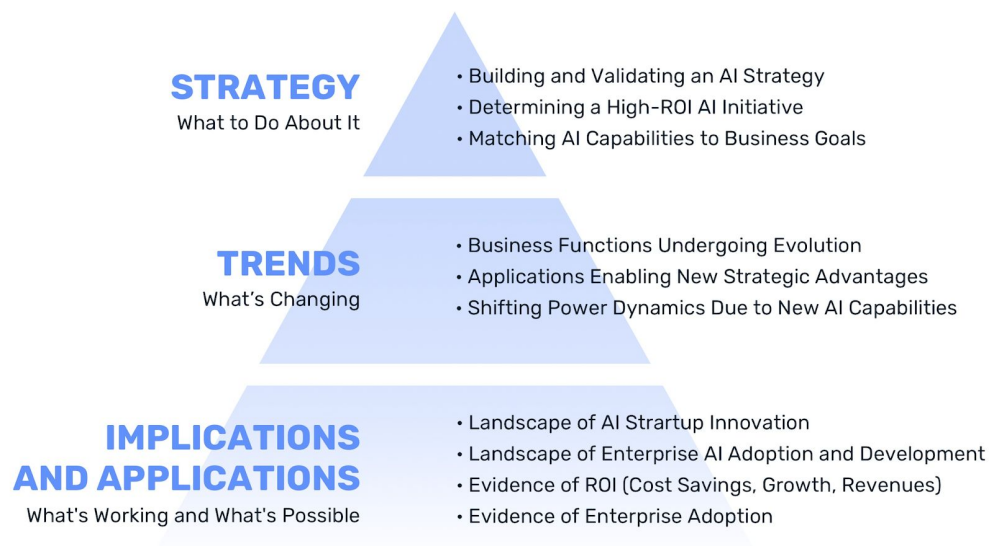 STRATEGY
What to Do About It
• Building and Validating an AI Strategy
• Determining a High-ROI AI Initiative
• Matching AI Capabilities to Business Goals
TRENDS
What’s Changing
• Business Functions Undergoing Evolution
• Applications Enabling New Strategic Advantages
• Shifting Power Dynamics Due to New AI Capabilities
IMPLICATIONS
AND APPLICATIONS
What's Working and What's Possible
• Landscape of AI Strartup Innovation
• Landscape of Enterprise AI Adoption and Development
• Evidence of ROI (Cost Savings, Growth, Revenues)
• Evidence of Enterprise Adoption